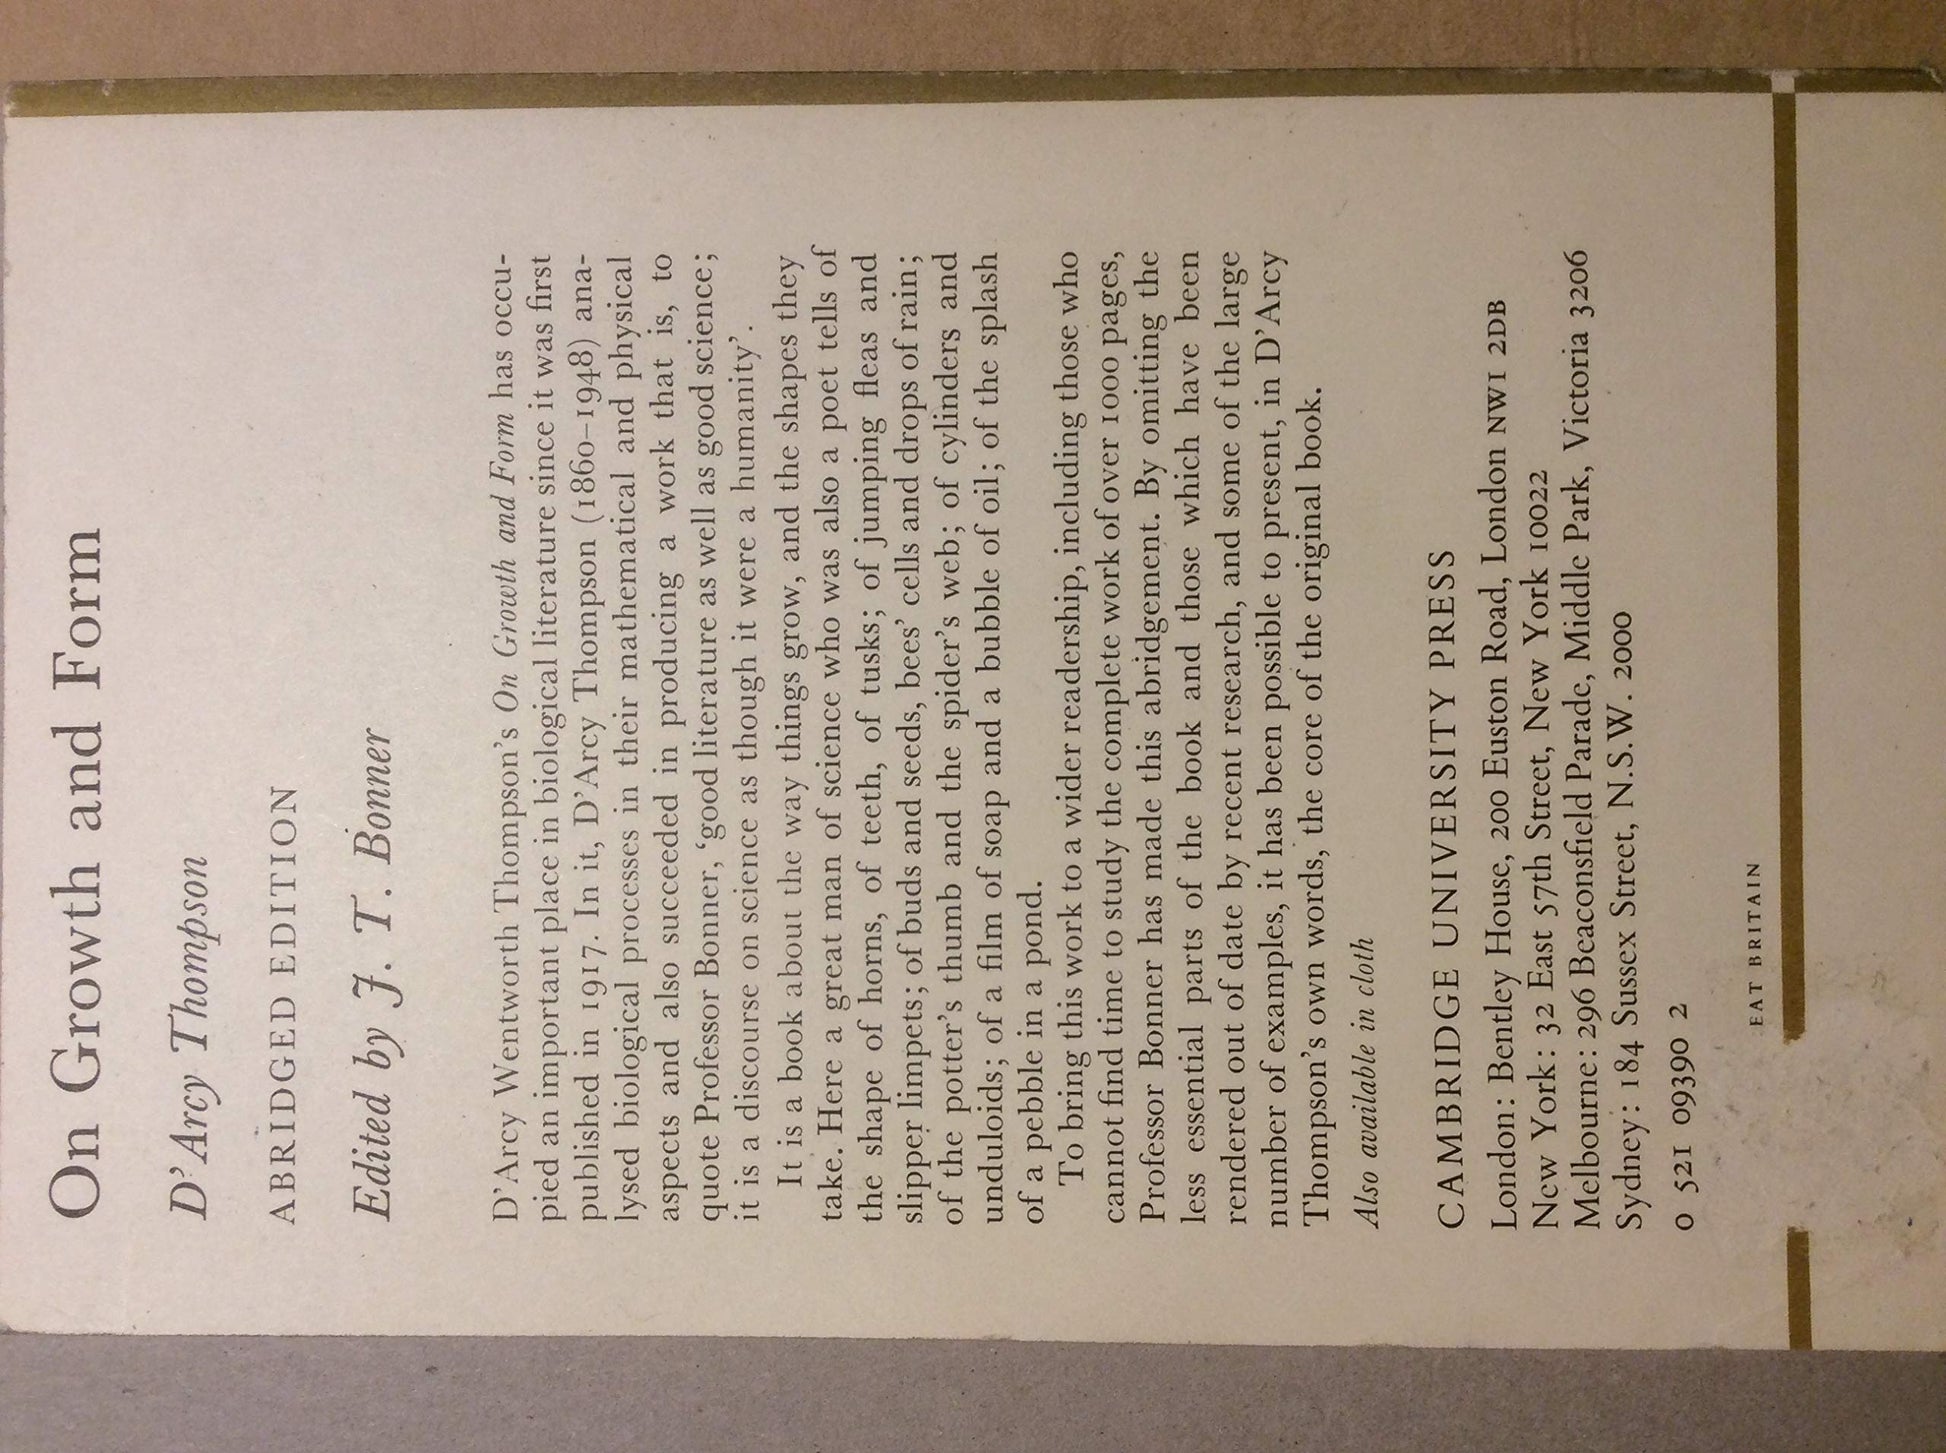 On Growth and Form
D'Arcy Thompson
ABRIDGED EDITION
Edited by J. T. Bonner
D'Arcy Wentworth Thompson's On Growth and Form has occu-
pied an important place in biological literature since it was first
published in 1917. In it, D'Arcy Thompson (1860–1948) ana-
lysed biological processes in their mathematical and physical
aspects and also succeeded in producing a work that is, to
quote Professor Bonner, 'good literature as well as good science;
it is a discourse on science as though it were a humanity'.
It is a book about the way things grow, and the shapes they
take. Here a great man of science who was also a poet tells of
the shape of horns, of teeth, of tusks; of jumping fleas and
slipper limpets; of buds and seeds, bees' cells and drops of rain;
of the potter's thumb and the spider's web; of cylinders and
unduloids; of a film of soap and a bubble of oil; of the splash
of a pebble in a pond.
To bring this work to a wider readership, including those who
cannot find time to study the complete work of over 1000 pages,
Professor Bonner has made this abridgement. By omitting the
less essential parts of the book and those which have been
rendered out of date by recent research, and some of the large
number of examples, it has been possible to present, in D'Arcy
Thompson's own words, the core of the original book.
Also available in cloth
CAMBRIDGE UNIVERSITY PRESS
London: Bentley House, 200 Euston Road, London NW1 2DB
New York: 32 East 57th Street, New York 10022
Melbourne: 296 Beaconsfield Parade, Middle Park, Victoria 3206
Sydney: 184 Sussex Street, N.S.W. 2000
0 521 09390 2
EAT BRITAIN